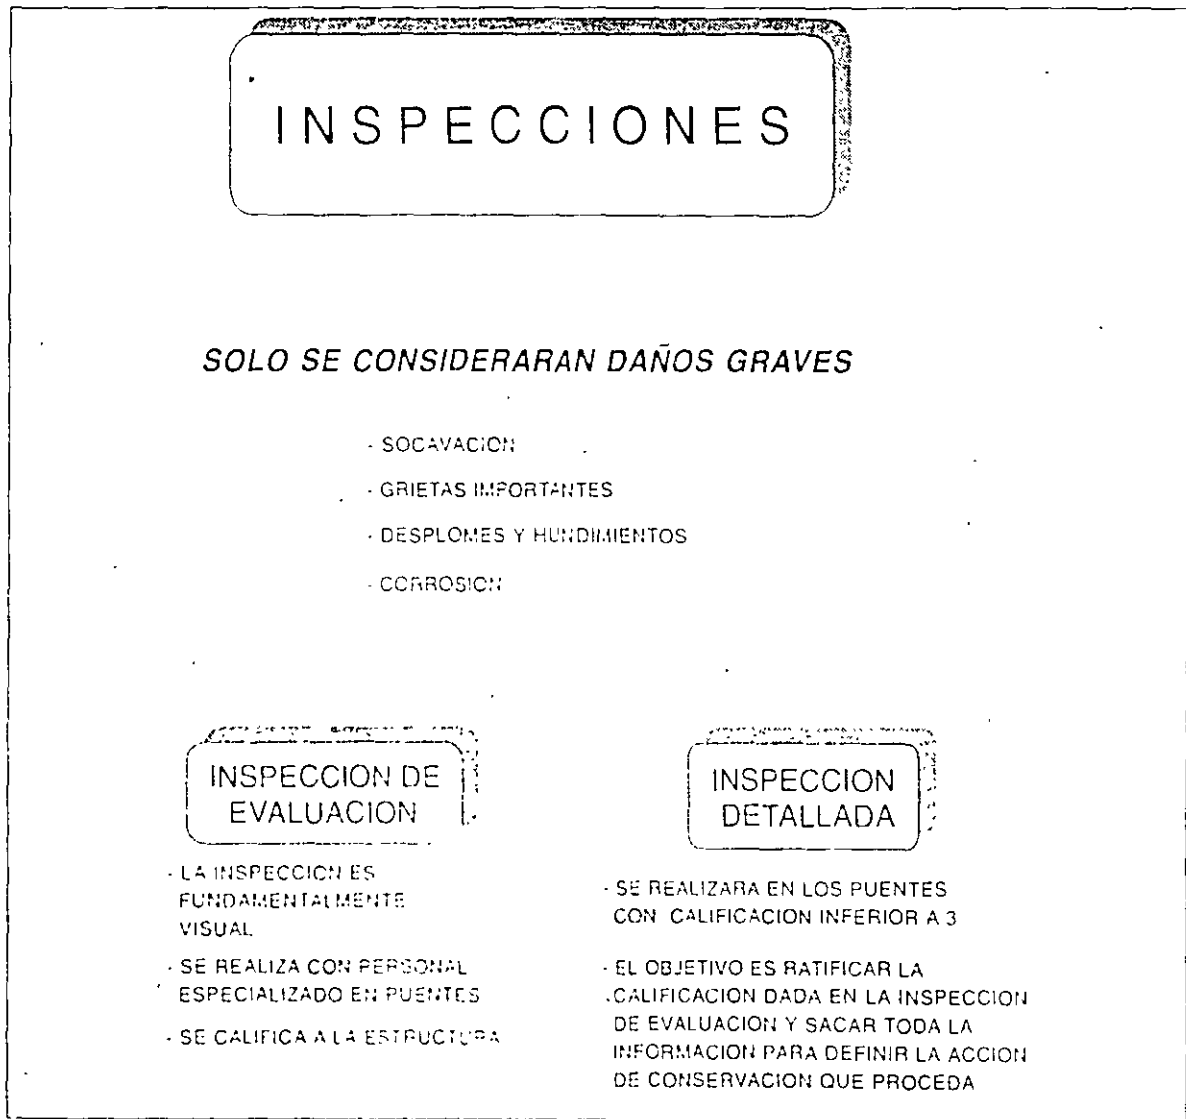 INSPECCIONES
SOLO SE CONSIDERARAN DAÑOS GRAVES
- SOCAVACION
- GRIETAS IMPORTANTES
- DESPLOMES Y HUNDIMIENTOS
- CORROSION
INSPECCION DE
EVALUACION
- LA INSPECCION ES
FUNDAMENTALMENTE
VISUAL
- SE REALIZA CON PERSONAL
ESPECIALIZADO EN PUENTES
- SE CALIFICA A LA ESTRUCTURA
INSPECCION
DETALLADA
- SE REALIZARA EN LOS PUENTES
CON CALIFICACION INFERIOR A 3
- EL OBJETIVO ES RATIFICAR LA
CALIFICACION DADA EN LA INSPECCION
DE EVALUACION Y SACAR TODA LA
INFORMACION PARA DEFINIR LA ACCION
DE CONSERVACION QUE PROCEDA